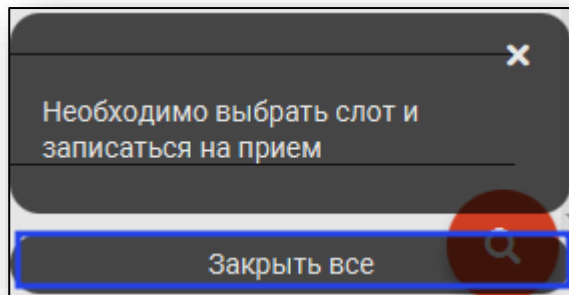 Необходимо выбрать слот и
записаться на прием
Закрыть все